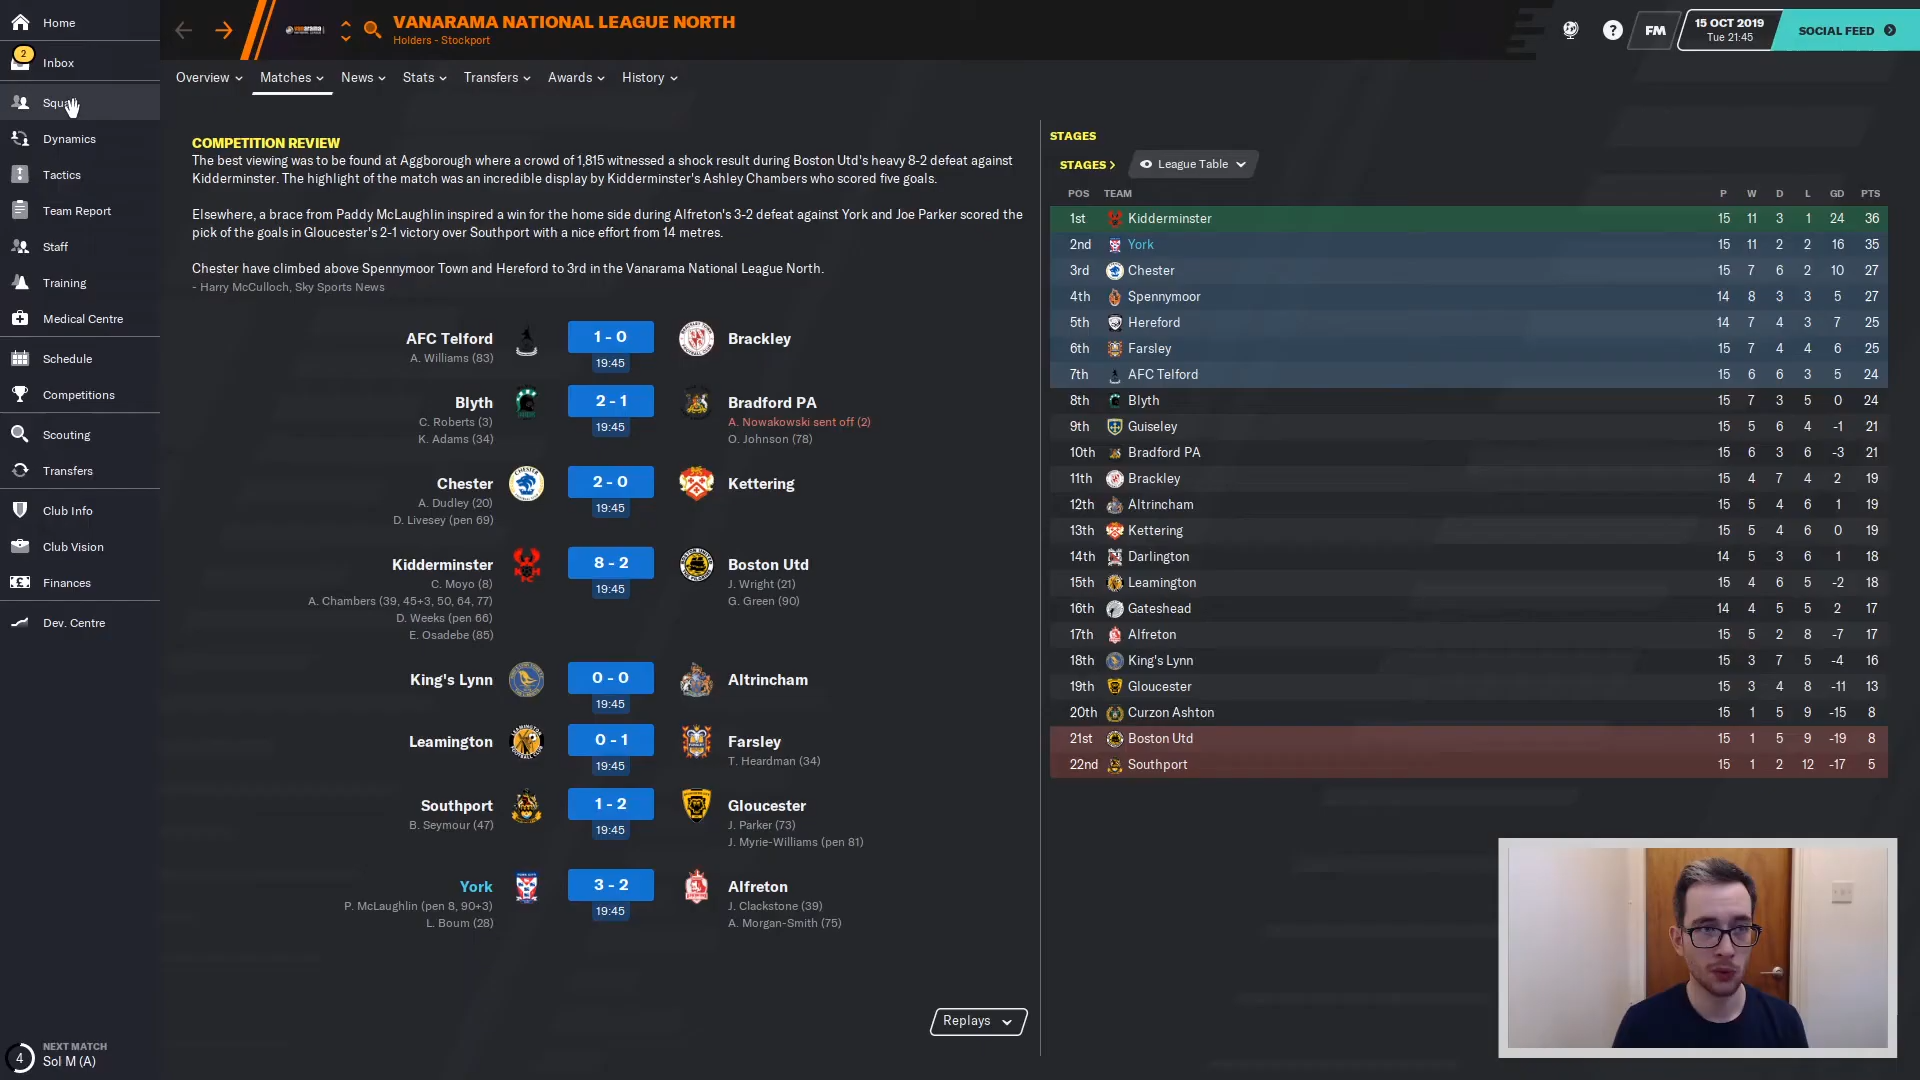 Home
2
Inbox
Dynamics
Tactics
Team Report
Staff
Training
Medical Centre
Schedule
Competitions
Scouting
Transfers
Club Info
Club Vision
Finances
Dev. Centre
4
NEXT MATCH
Sol M (A)
VANARAMA NATIONAL LEAGUE NORTH
Holders - Stockport
? FM 15 OCT 2019
Tue 21:45
SOCIAL FEED
Overview Matches News Stats Transfers Awards History
COMPETITION REVIEW
The best viewing was to be found at Aggborough where a crowd of 1,815 witnessed a shock result during Boston Utd's heavy 8-2 defeat against
Kidderminster. The highlight of the match was an incredible display by Kidderminster's Ashley Chambers who scored five goals.
Elsewhere, a brace from Paddy McLaughlin inspired a win for the home side during Alfreton's 3-2 defeat against York and Joe Parker scored the
pick of the goals in Gloucester's 2-1 victory over Southport with a nice effort from 14 metres.
Chester have climbed above Spennymoor Town and Hereford to 3rd in the Vanarama National League North.
- Harry McCulloch, Sky Sports News
AFC Telford 1 - 0 Brackley
A. Williams (83) 19:45
Blyth 2 - 1 Bradford PA
C. Roberts (3) 19:45 A. Nowakowski sent off (2)
K. Adams (34) O. Johnson (78)
Chester 2 - 0 Kettering
A. Dudley (20) 19:45
D. Livesey (pen 69)
Kidderminster 8 - 2 Boston Utd
C. Moyo (8) 19:45 J. Wright (21)
A. Chambers (39, 45+3, 50, 64, 77) G. Green (90)
D. Weeks (pen 66)
E. Osadebe (85)
King's Lynn 0 - 0 Altrincham
19:45
Leamington 0 - 1 Farsley
19:45 T. Heardman (34)
Southport 1 - 2 Gloucester
B. Seymour (47) 19:45 J. Parker (73)
J. Myrie-Williams (pen 81)
York 3 - 2 Alfreton
P. McLaughlin (pen 8, 90+3) 19:45 J. Clackstone (39)
L. Boum (28) A. Morgan-Smith (75)
Replays
STAGES
STAGES > League Table
POS TEAM P W D L GD PTS
1st Kidderminster 15 11 3 1 24 36
2nd York 15 11 2 2 16 35
3rd Chester 15 7 6 2 10 27
4th Spennymoor 14 8 3 3 5 27
5th Hereford 14 7 4 3 7 25
6th Farsley 15 7 4 4 6 25
7th AFC Telford 15 6 6 3 5 24
8th Blyth 15 7 3 5 0 24
9th Guiseley 15 5 6 4 -1 21
10th Bradford PA 15 6 3 6 -3 21
11th Brackley 15 4 7 4 2 19
12th Altrincham 15 5 4 6 1 19
13th Kettering 15 5 4 6 0 19
14th Darlington 14 5 3 6 1 18
15th Leamington 15 4 6 5 -2 18
16th Gateshead 14 4 5 5 2 17
17th Alfreton 15 5 2 8 -7 17
18th King's Lynn 15 3 7 5 -4 16
19th Gloucester 15 3 4 8 -11 13
20th Curzon Ashton 15 1 5 9 -15 8
21st Boston Utd 15 1 5 9 -19 8
22nd Southport 15 1 2 12 -17 5